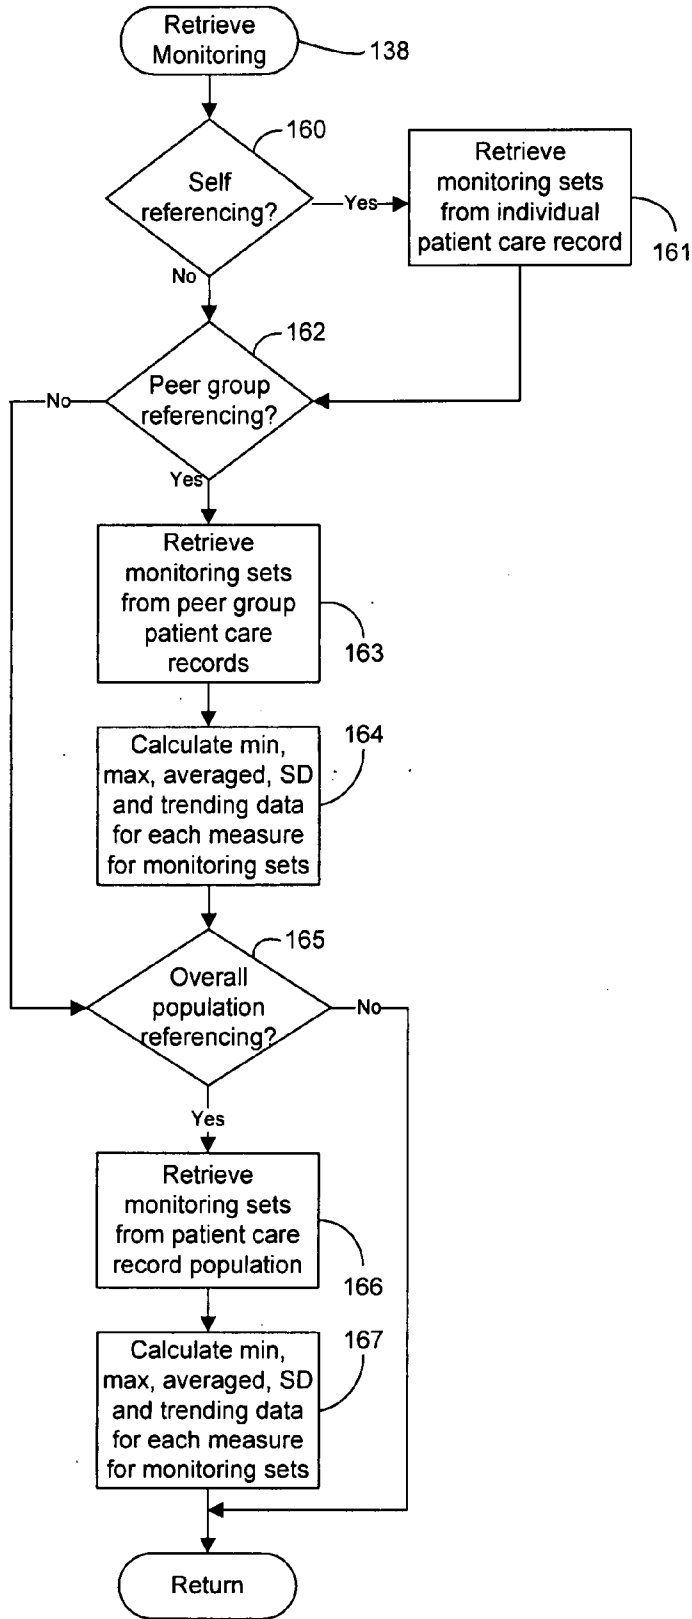 Retrieve
Monitoring
138
160
Self
referencing?
Yes
No
Retrieve
monitoring sets
from individual
patient care record
161
162
Peer group
referencing?
No
Yes
Retrieve
monitoring sets
from peer group
patient care
records
163
164
Calculate min,
max, averaged, SD
and trending data
for each measure
for monitoring sets
165
Overall
population
referencing?
No
Yes
Retrieve
monitoring sets
from patient care
record population
166
167
Calculate min,
max, averaged, SD
and trending data
for each measure
for monitoring sets
Return